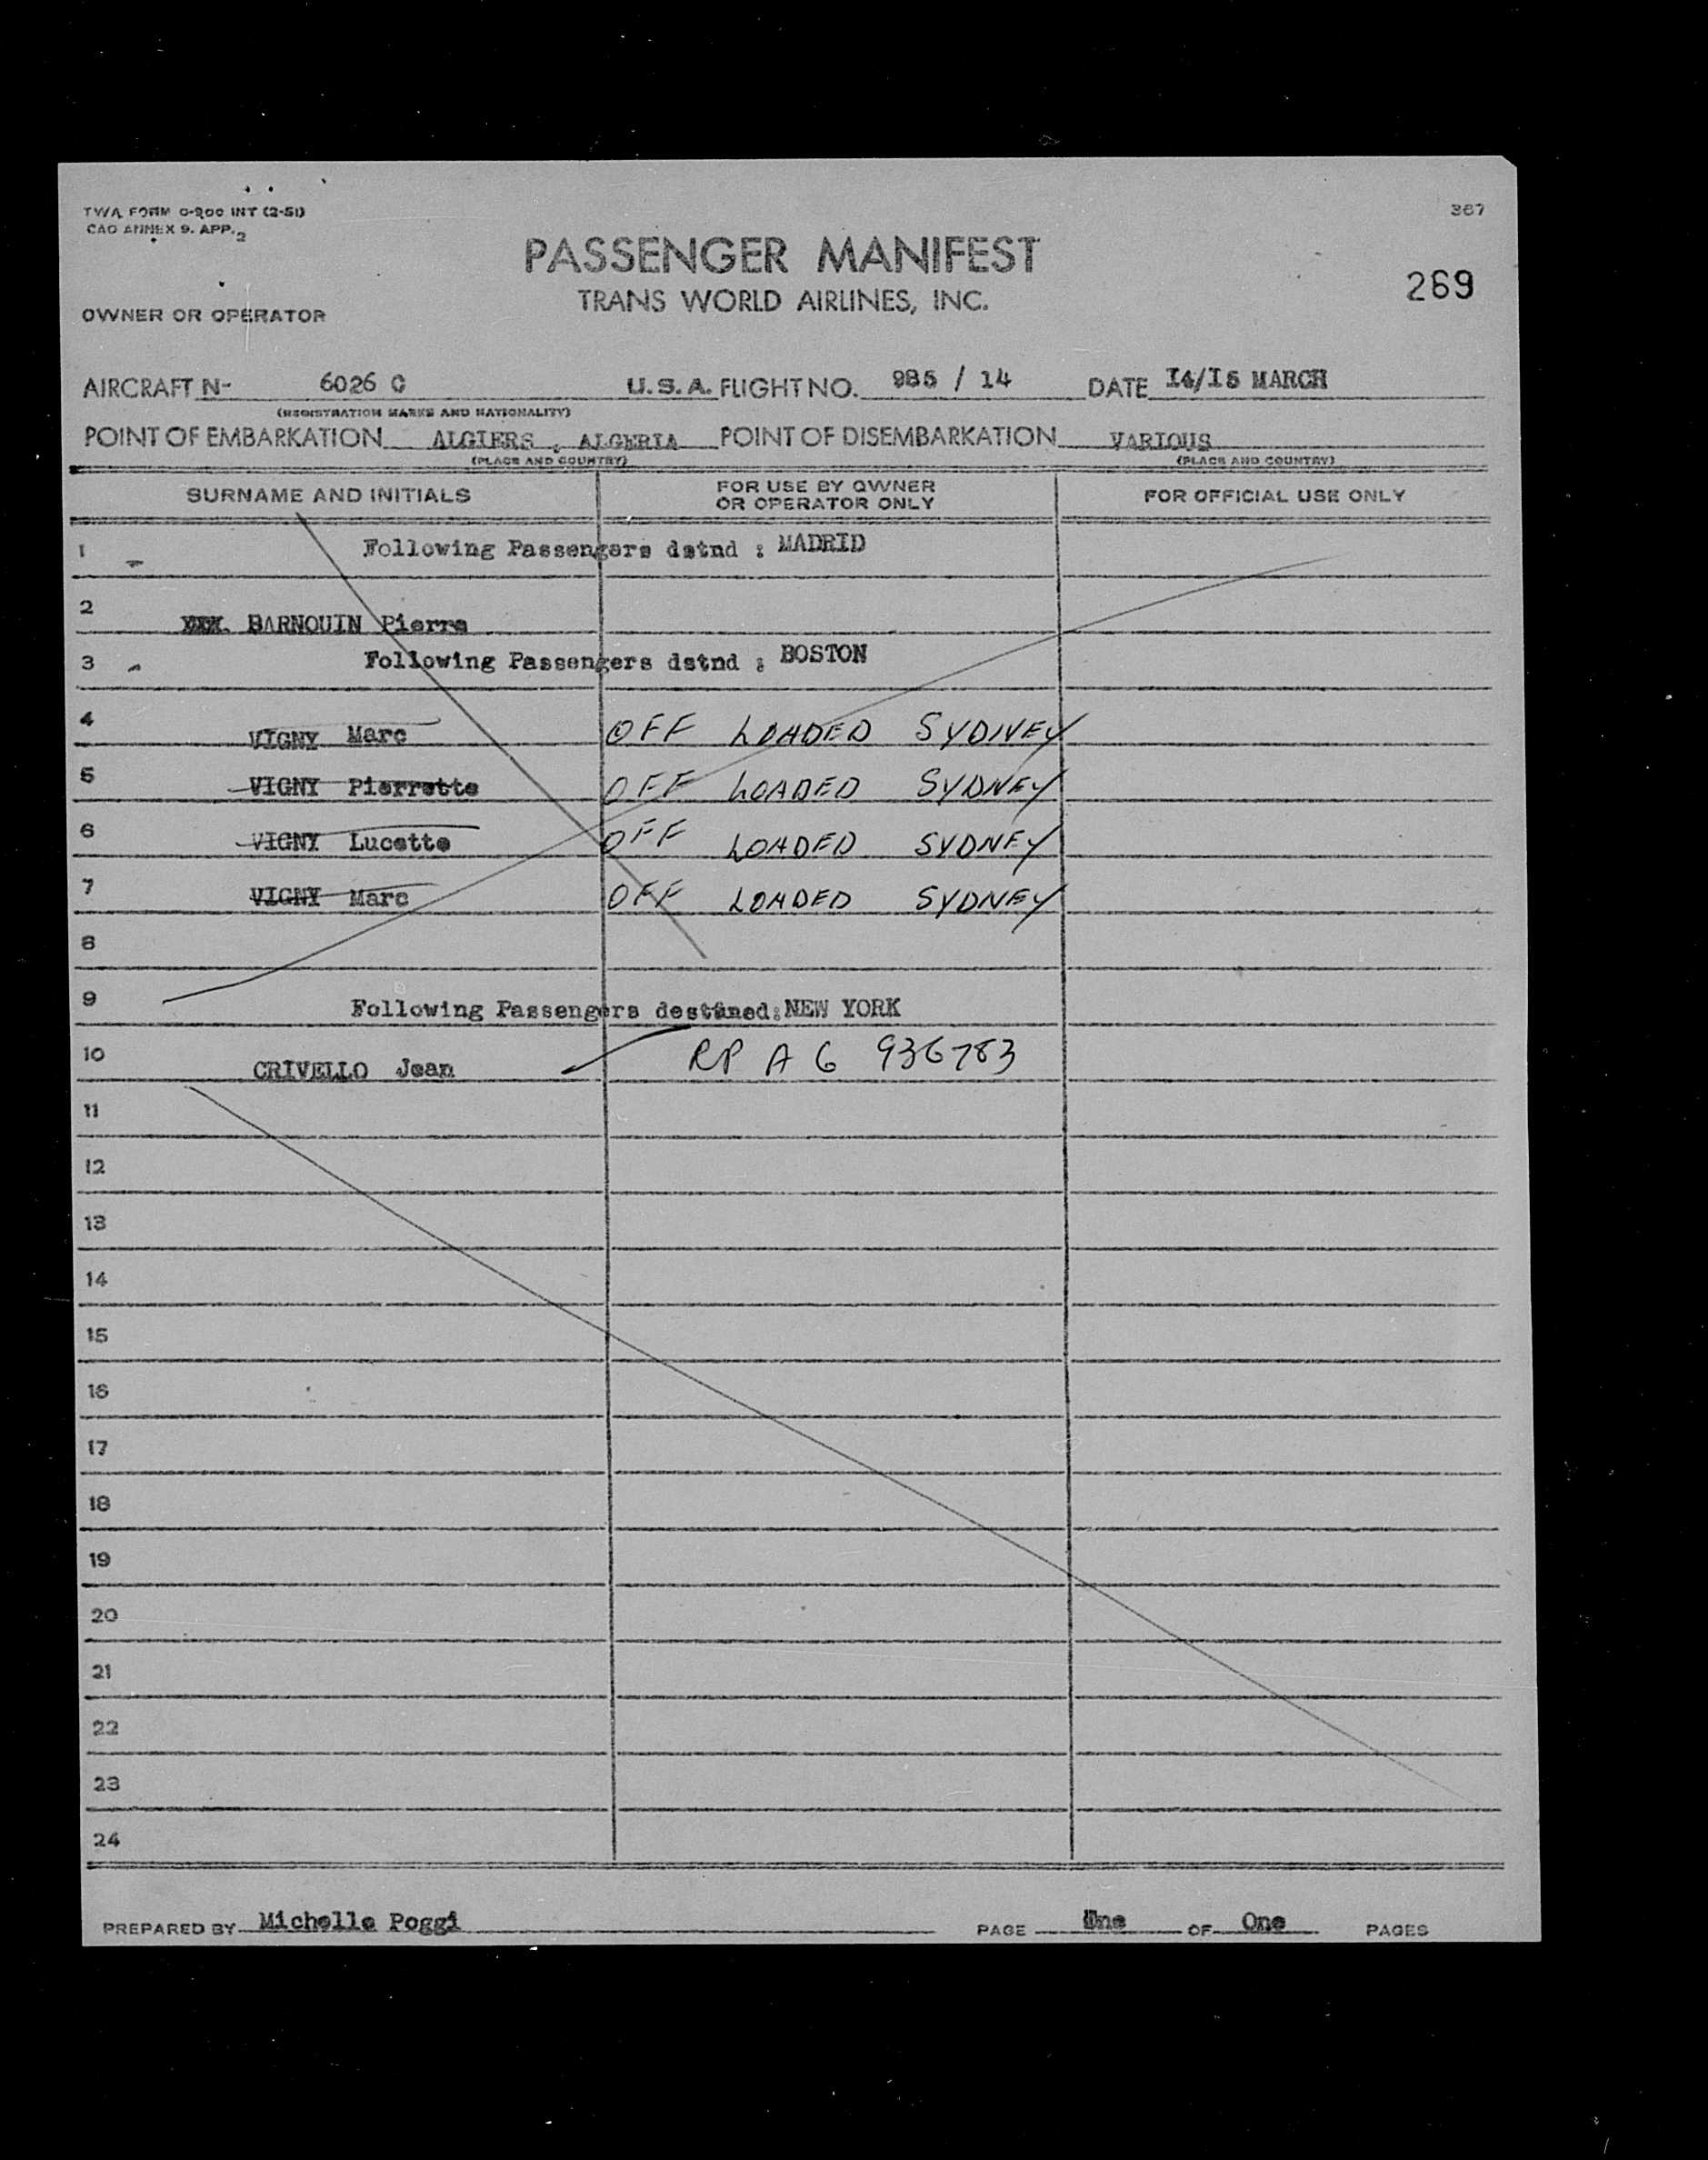 TWA FORM O-200 INT (2-51)
367
CAO ANNEX 9. APP. 2
PASSENGER MANIFEST
269
TRANS WORLD AIRLINES, INC.
OWNER OR OPERATOR
AIRCRAFT N- 6026 C U.S.A. FLIGHT NO. 985 / 14 DATE I4/I5 MARCH
(REGISTRATION MARKS AND NATIONALITY)
POINT OF EMBARKATION ALGIERS , ALGERIA POINT OF DISEMBARKATION VARIOUS
(PLACE AND COUNTRY) (PLACE AND COUNTRY)
SURNAME AND INITIALS FOR USE BY OWNER OR OPERATOR ONLY FOR OFFICIAL USE ONLY
1 Following Passengers dstnd : MADRID
2 BARNOUIN Pierre
3 Following Passengers dstnd : BOSTON
4 VIGNY Marc OFF LOADED SYDNEY
5 VIGNY Pierrette OFF LOADED SYDNEY
6 VIGNY Lucette OFF LOADED SYDNEY
7 VIGNY Marc OFF LOADED SYDNEY
8
9 Following Passengers destined: NEW YORK
10 CRIVELLO Jean RP A 6 936783
11
12
13
14
15
16
17
18
19
20
21
22
23
24
PREPARED BY Michelle Poggi PAGE One OF One PAGES